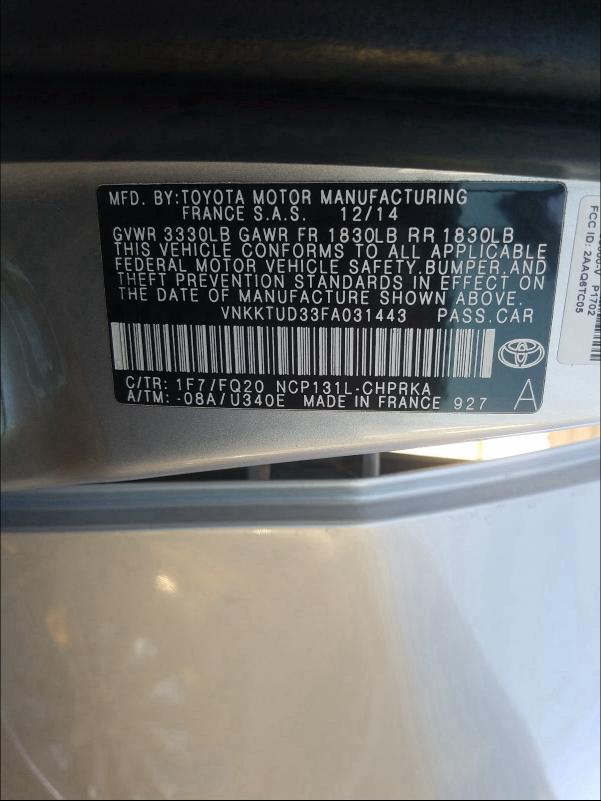 MFD. BY:TOYOTA MOTOR MANUFACTURING
FRANCE S.A.S. 12/14
GVWR 3330LB GAWR FR 1830LB RR 1830LB
THIS VEHICLE CONFORMS TO ALL APPLICABLE
FEDERAL MOTOR VEHICLE SAFETY,BUMPER,AND
THEFT PREVENTION STANDARDS IN EFFECT ON
THE DATE OF MANUFACTURE SHOWN ABOVE.
VNKKTUD33FA031443 PASS.CAR
C/TR: 1F7/FQ20 NCP131L-CHPRKA
A/TM: -08A/U340E MADE IN FRANCE 927
A
P1702
FCC ID: 2AAQ6TC05